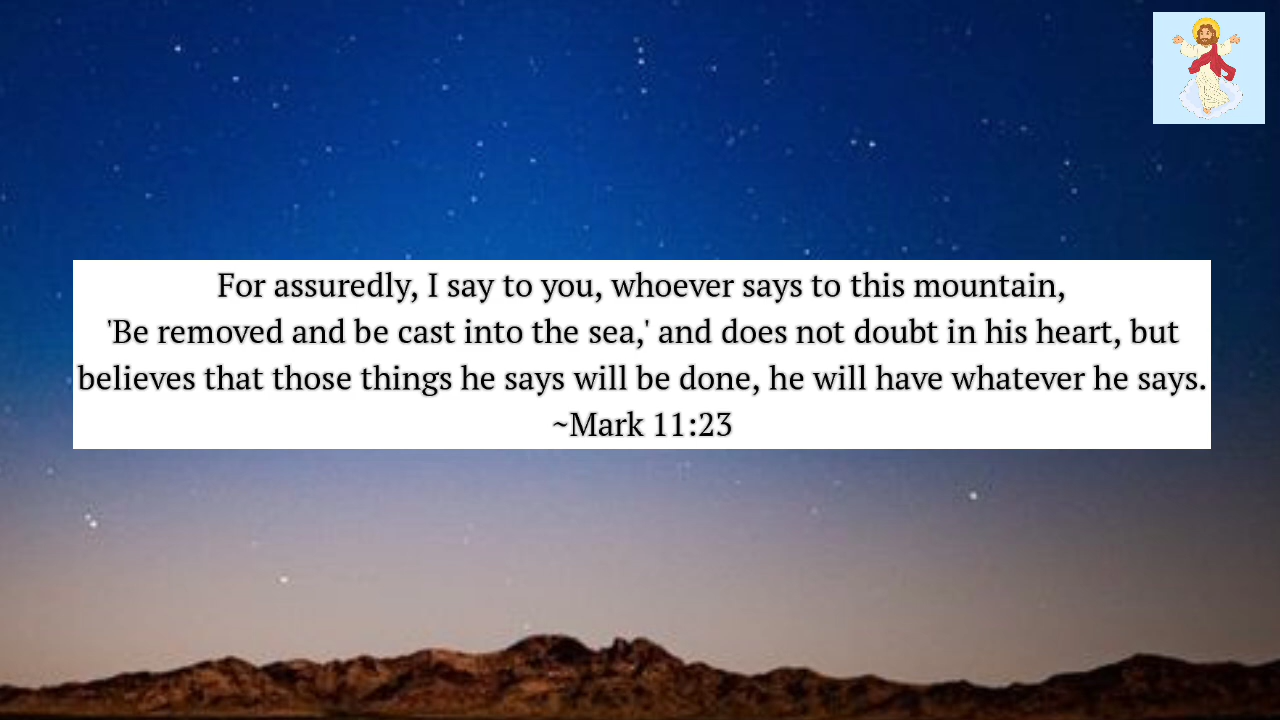 For assuredly, I say to you, whoever says to this mountain,
'Be removed and be cast into the sea,' and does not doubt in his heart, but
believes that those things he says will be done, he will have whatever he says.
~Mark 11:23